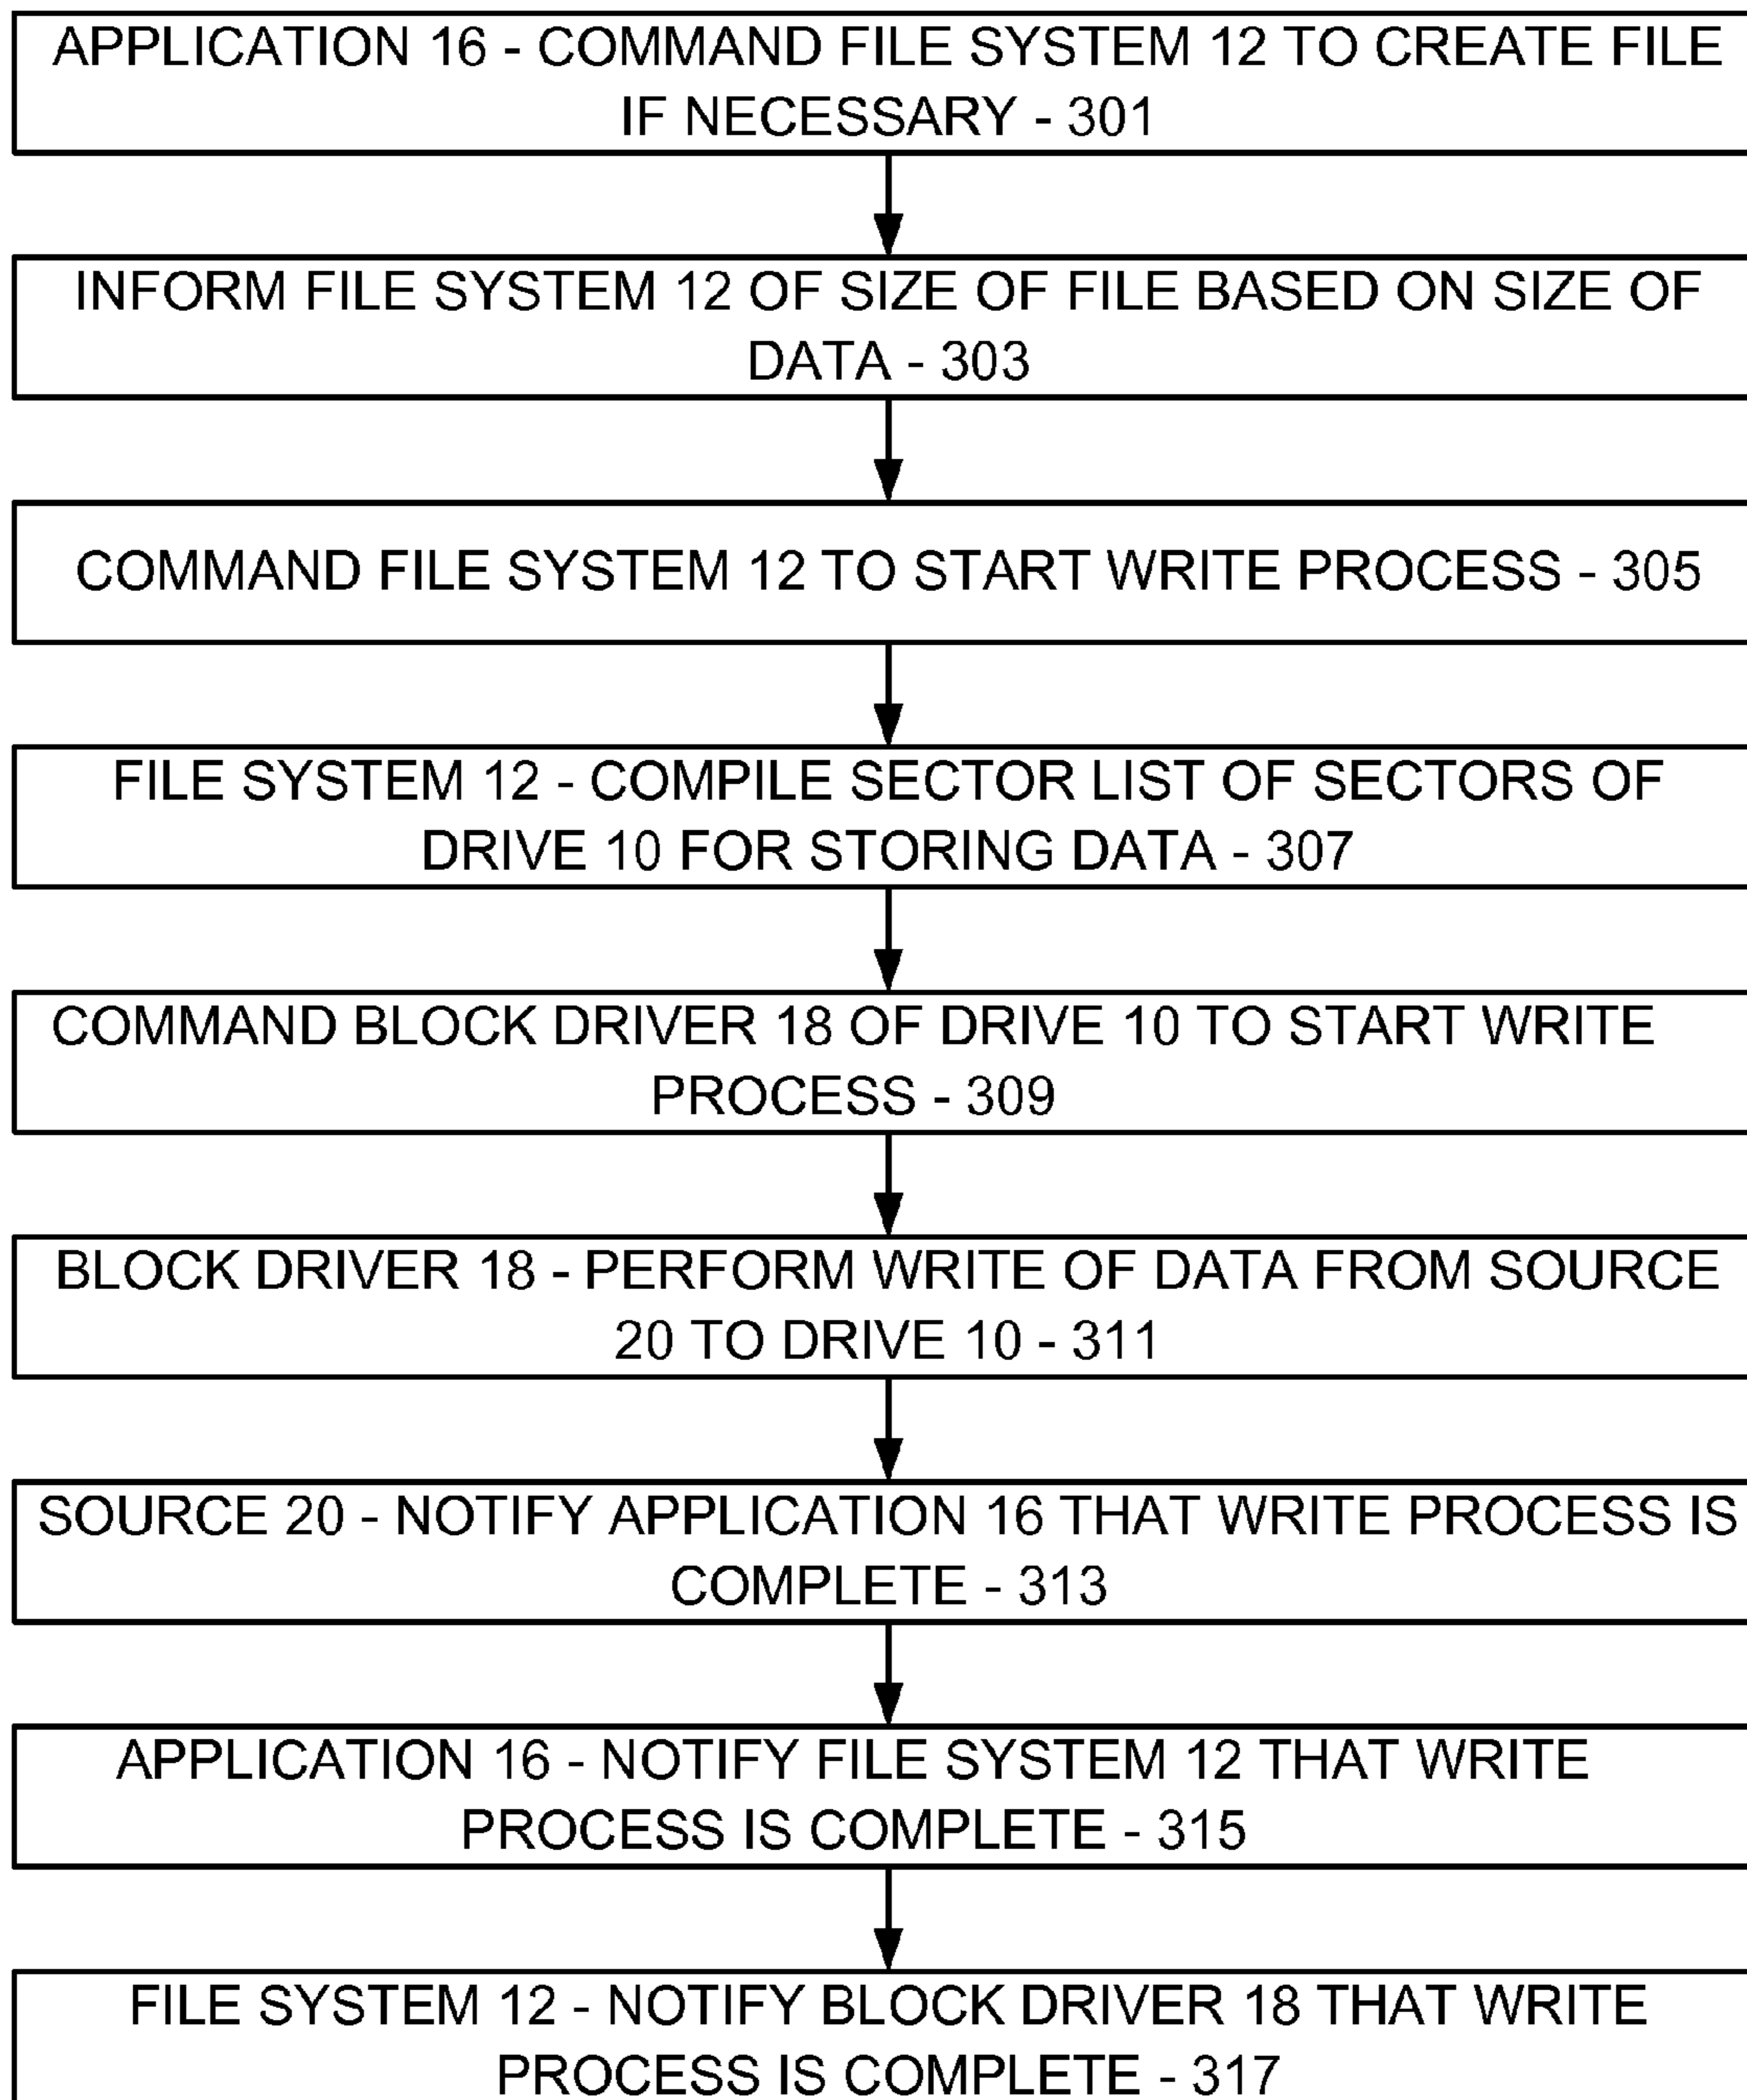 APPLICATION 16 - COMMAND FILE SYSTEM 12 TO CREATE FILE
IF NECESSARY - 301
INFORM FILE SYSTEM 12 OF SIZE OF FILE BASED ON SIZE OF
DATA - 303
COMMAND FILE SYSTEM 12 TO START WRITE PROCESS - 305
FILE SYSTEM 12 - COMPILE SECTOR LIST OF SECTORS OF
DRIVE 10 FOR STORING DATA - 307
COMMAND BLOCK DRIVER 18 OF DRIVE 10 TO START WRITE
PROCESS - 309
BLOCK DRIVER 18 - PERFORM WRITE OF DATA FROM SOURCE
20 TO DRIVE 10 - 311
SOURCE 20 - NOTIFY APPLICATION 16 THAT WRITE PROCESS IS
COMPLETE - 313
APPLICATION 16 - NOTIFY FILE SYSTEM 12 THAT WRITE
PROCESS IS COMPLETE - 315
FILE SYSTEM 12 - NOTIFY BLOCK DRIVER 18 THAT WRITE
PROCESS IS COMPLETE - 317